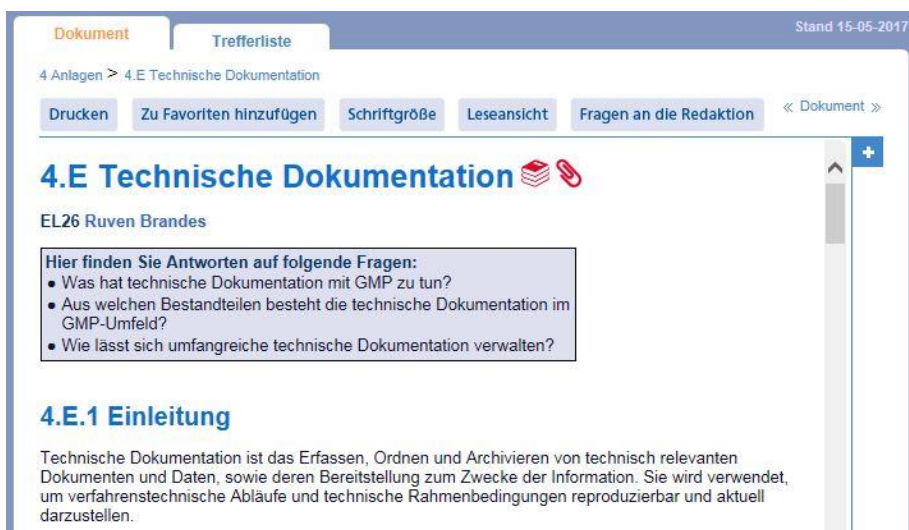 Dokument
Trefferliste
Stand 15-05-2017
4 Anlagen > 4.E Technische Dokumentation
Drucken Zu Favoriten hinzufügen Schriftgröße Leseansicht Fragen an die Redaktion « Dokument »
4.E Technische Dokumentation
EL26 Ruven Brandes
Hier finden Sie Antworten auf folgende Fragen:
• Was hat technische Dokumentation mit GMP zu tun?
• Aus welchen Bestandteilen besteht die technische Dokumentation im
GMP-Umfeld?
• Wie lässt sich umfangreiche technische Dokumentation verwalten?
4.E.1 Einleitung
Technische Dokumentation ist das Erfassen, Ordnen und Archivieren von technisch relevanten
Dokumenten und Daten, sowie deren Bereitstellung zum Zwecke der Information. Sie wird verwendet,
um verfahrenstechnische Abläufe und technische Rahmenbedingungen reproduzierbar und aktuell
darzustellen.